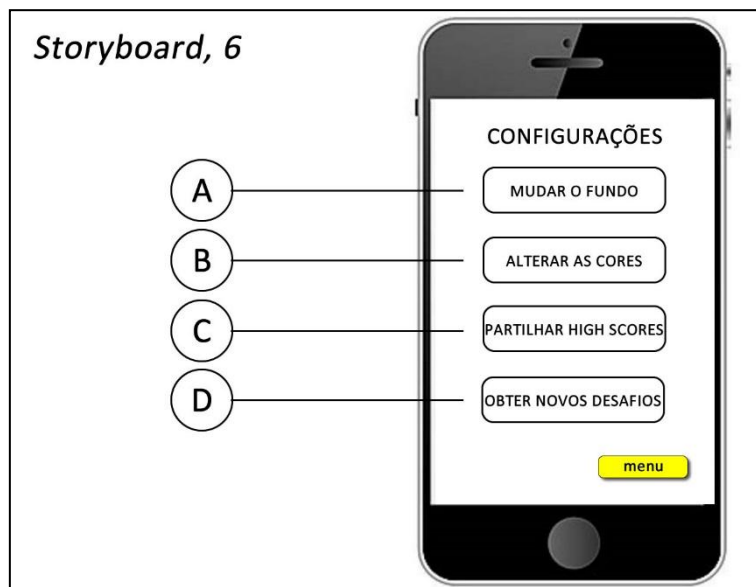 Storyboard, 6
CONFIGURAÇÕES
A
MUDAR O FUNDO
B
ALTERAR AS CORES
C
PARTILHAR HIGH SCORES
D
OBTER NOVOS DESAFIOS
menu